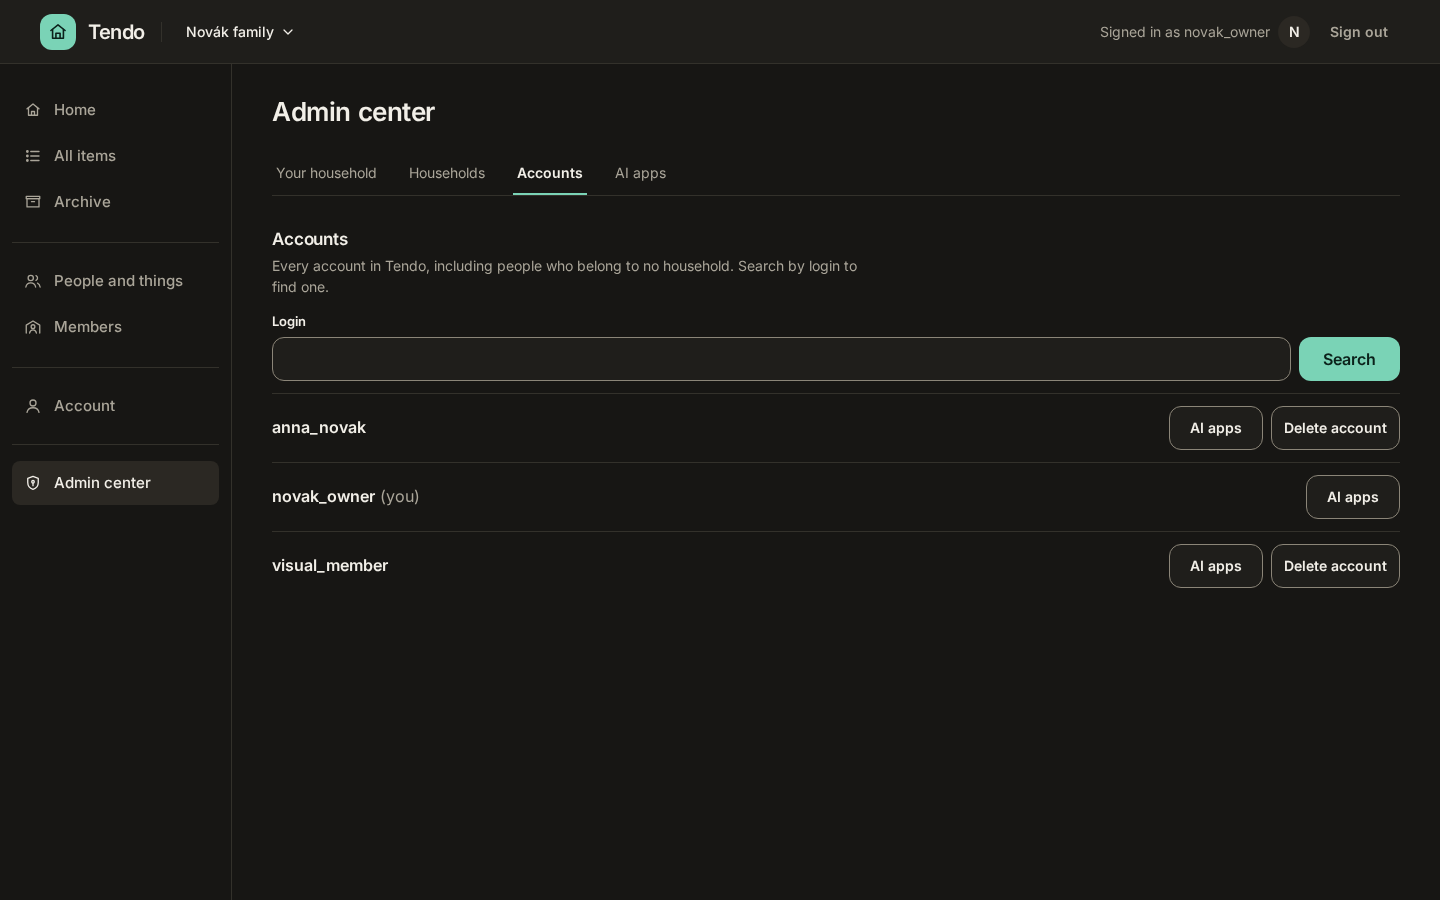 Tendo
Novák family
Signed in as novak_owner
N
Sign out
Home
All items
Archive
People and things
Members
Account
Admin center
Admin center
Your household
Households
Accounts
AI apps
Accounts
Every account in Tendo, including people who belong to no household. Search by login to
find one.
Login
Search
anna_novak
AI apps
Delete account
novak_owner (you)
AI apps
visual_member
AI apps
Delete account